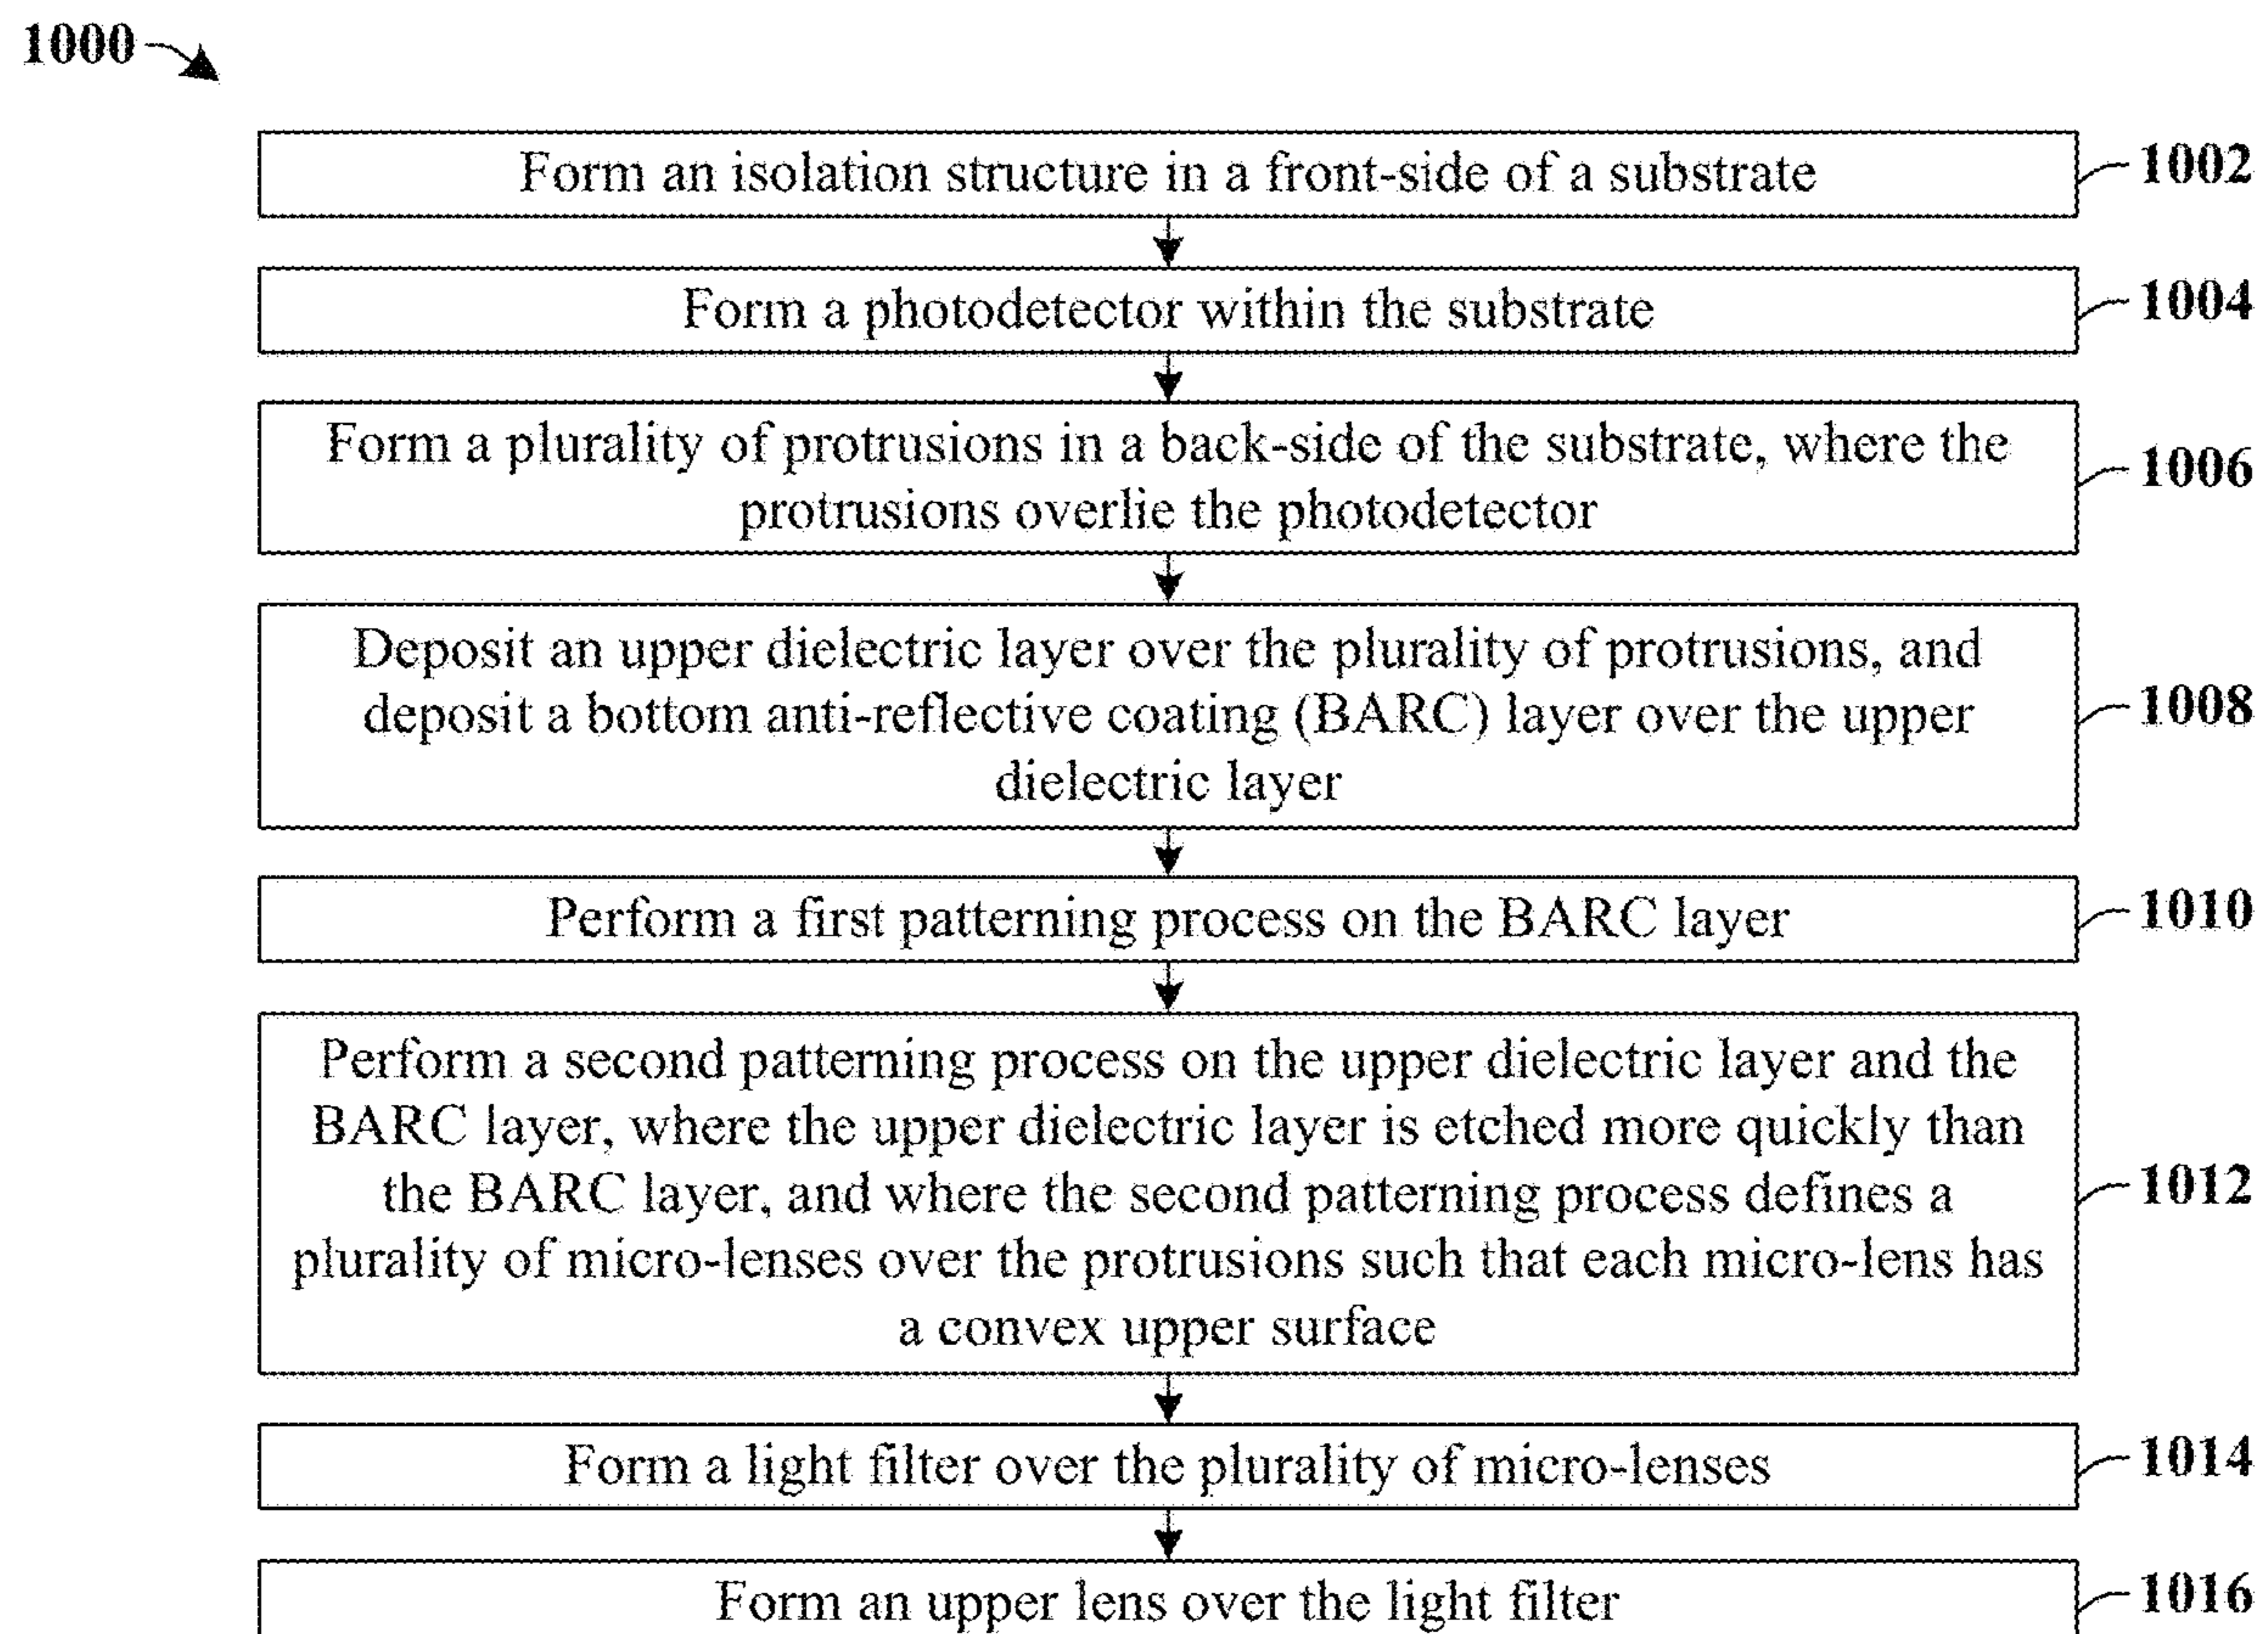 1000
Form an isolation structure in a front-side of a substrate
1002
Form a photodetector within the substrate
1004
Form a plurality of protrusions in a back-side of the substrate, where the
protrusions overlie the photodetector
1006
Deposit an upper dielectric layer over the plurality of protrusions, and
deposit a bottom anti-reflective coating (BARC) layer over the upper
dielectric layer
1008
Perform a first patterning process on the BARC layer
1010
Perform a second patterning process on the upper dielectric layer and the
BARC layer, where the upper dielectric layer is etched more quickly than
the BARC layer, and where the second patterning process defines a
plurality of micro-lenses over the protrusions such that each micro-lens has
a convex upper surface
1012
Form a light filter over the plurality of micro-lenses
1014
Form an upper lens over the light filter
1016